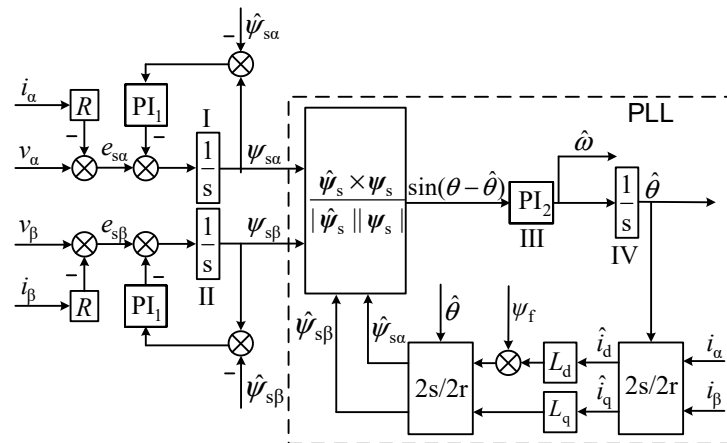 − ψ̂sα
iα R PI1 I PLL
− −
vα esα 1/s ψsα ω̂
ψ̂s × ψs / |ψ̂s||ψs| sin(θ − θ̂) PI2 1/s θ̂
vβ esβ 1/s ψsβ III IV
− −
iβ R PI1 II
ψ̂sβ ψ̂sα θ̂ ψf
− ψ̂sβ
2s/2r Ld îd 2s/2r iα
Lq îq iβ